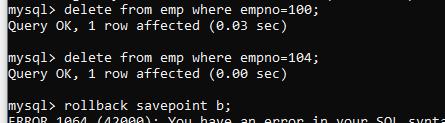 mysql> delete from emp where empno=100;
Query OK, 1 row affected (0.03 sec)
mysql> delete from emp where empno=104;
Query OK, 1 row affected (0.00 sec)
mysql> rollback savepoint b;
ERROR 1064 (42000): You have an error in your SQL synta